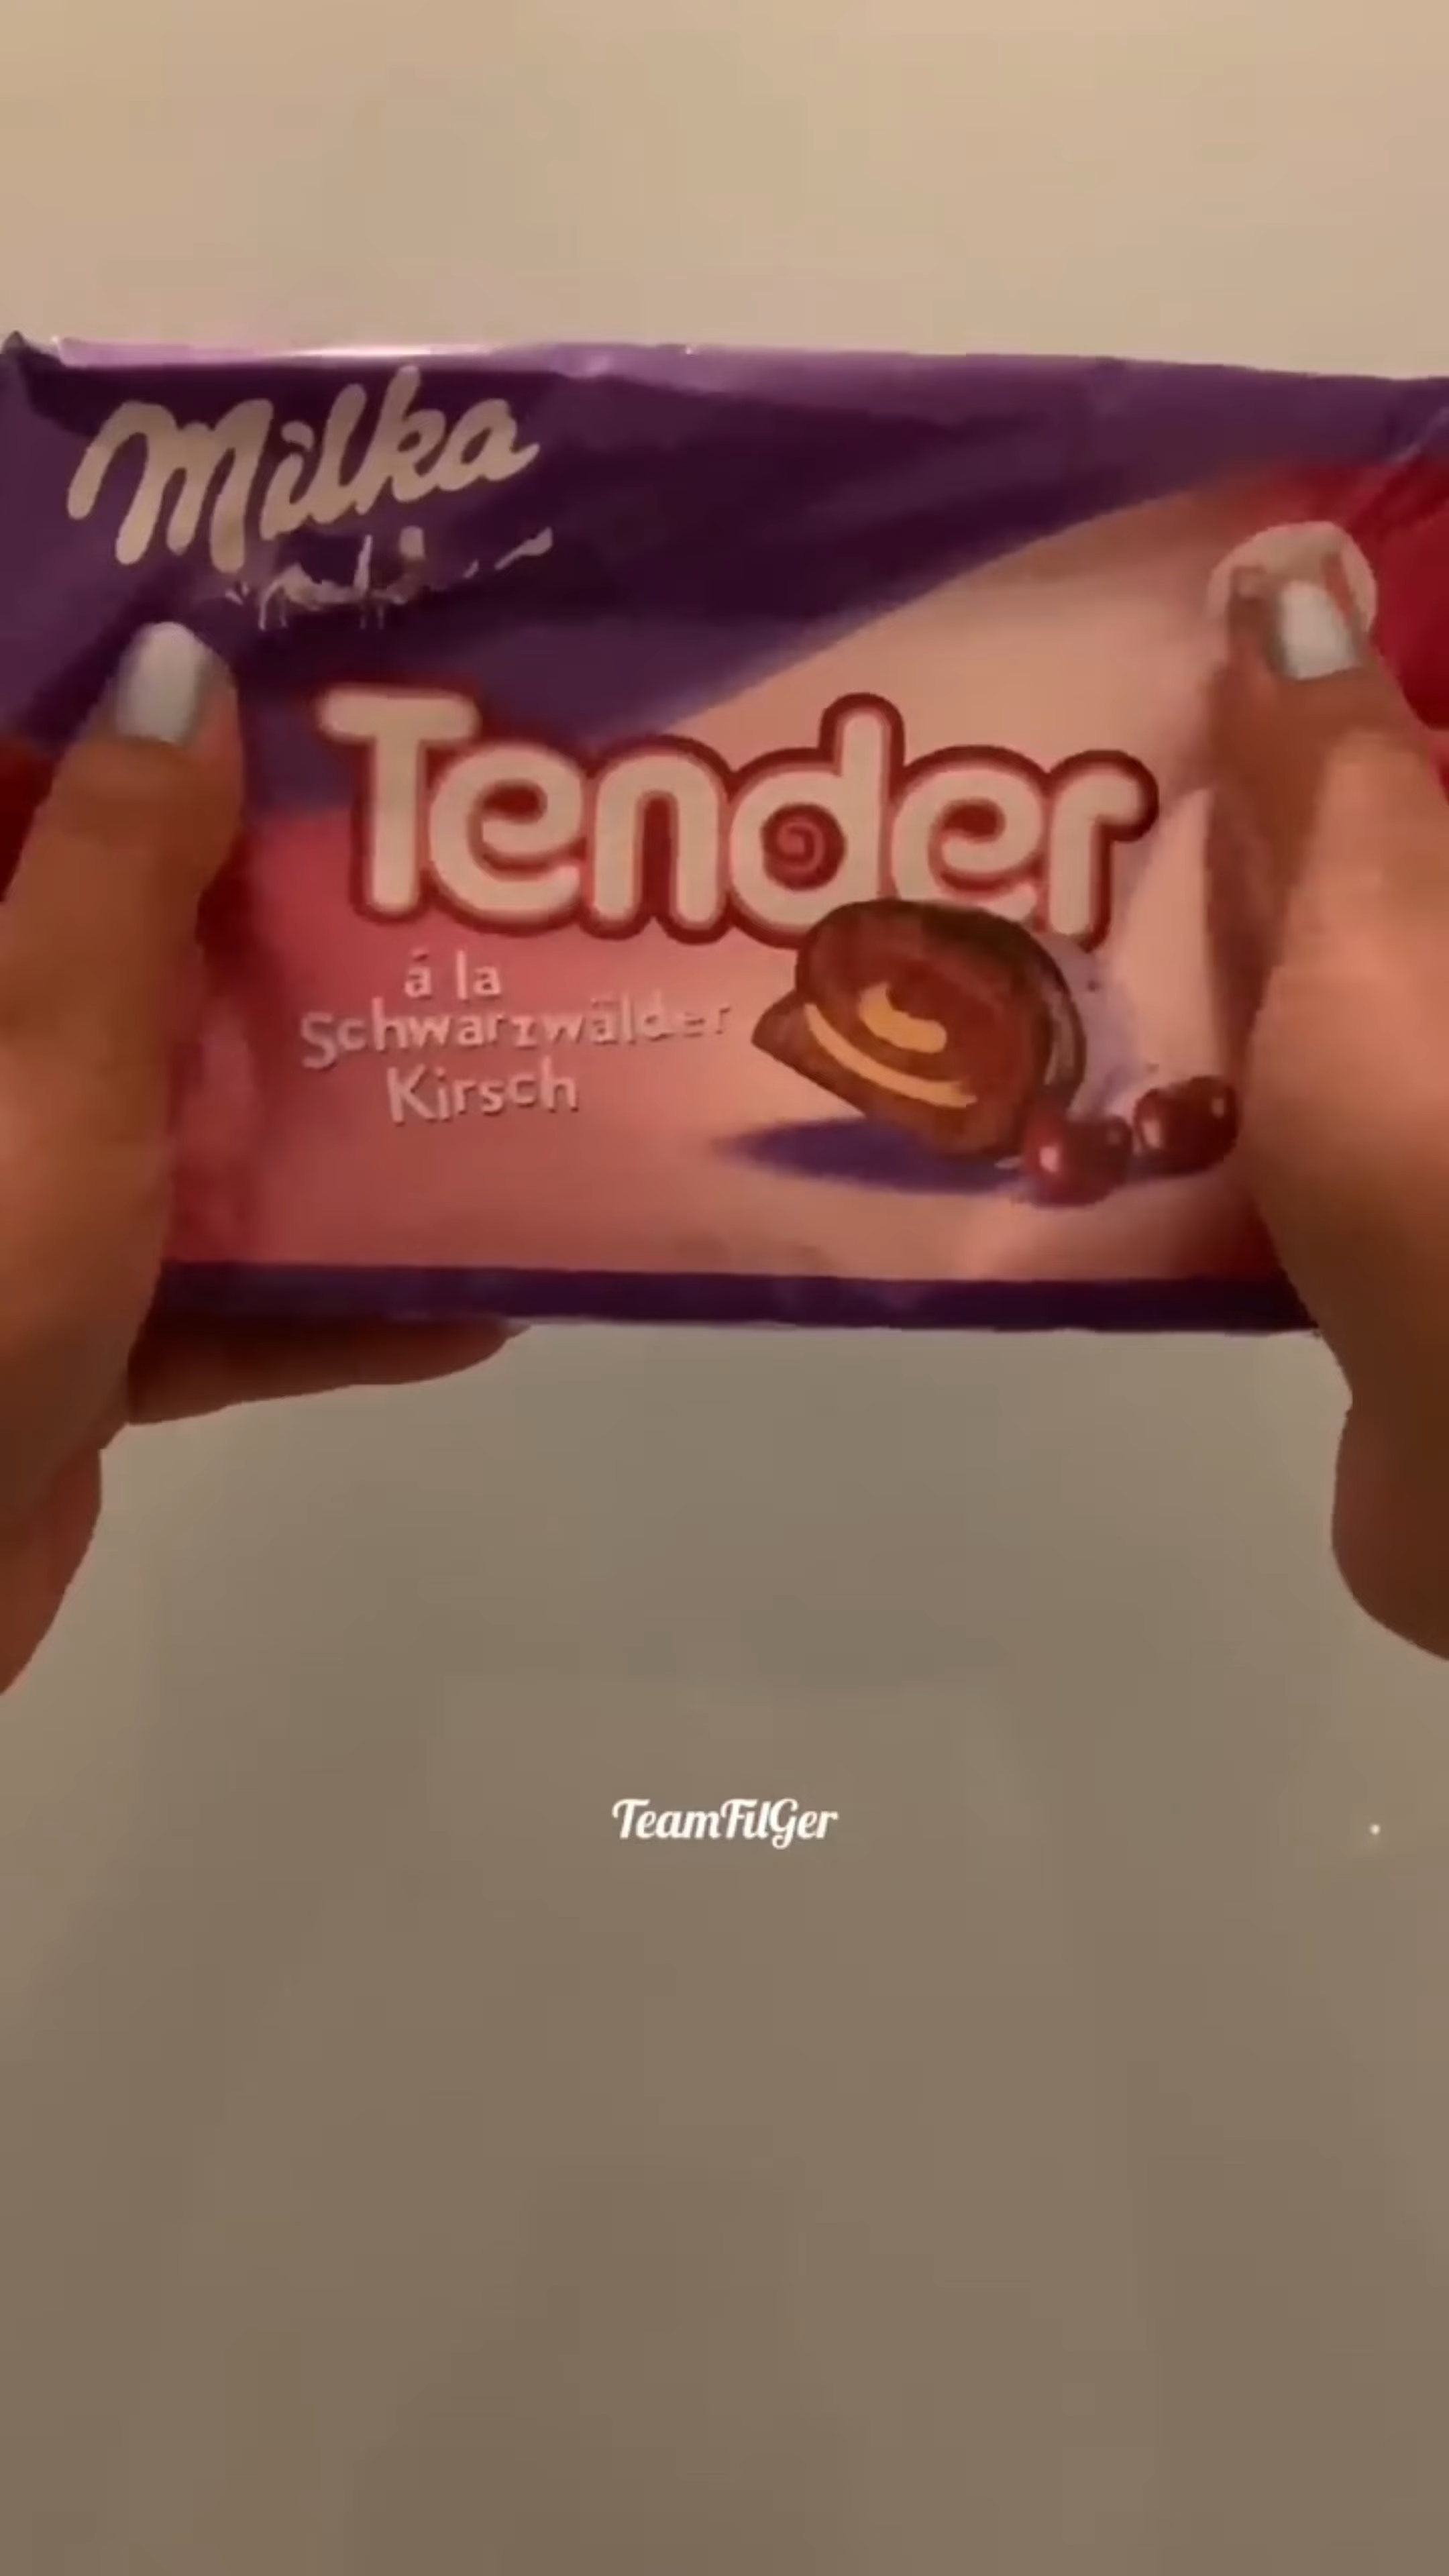 Milka
Tender
á la
Schwarzwälder
Kirsch
TeamFilGer